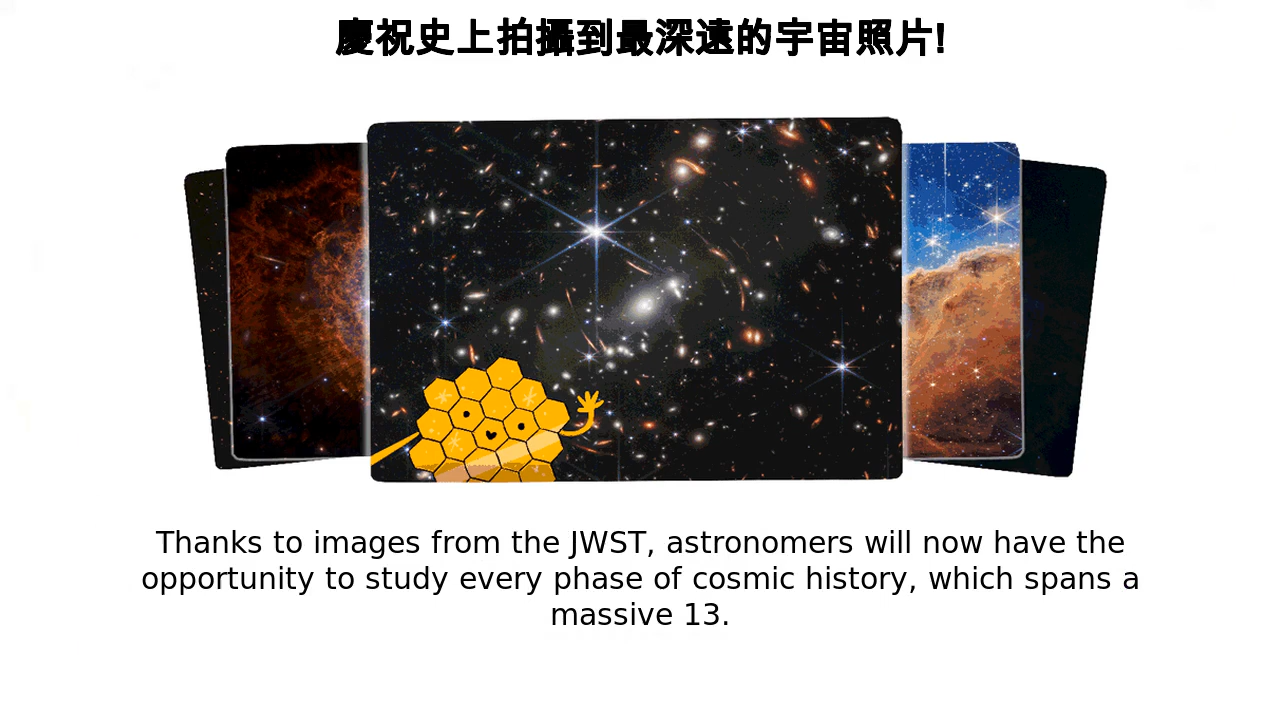 慶祝史上拍攝到最深遠的宇宙照片!
Thanks to images from the JWST, astronomers will now have the
opportunity to study every phase of cosmic history, which spans a
massive 13.